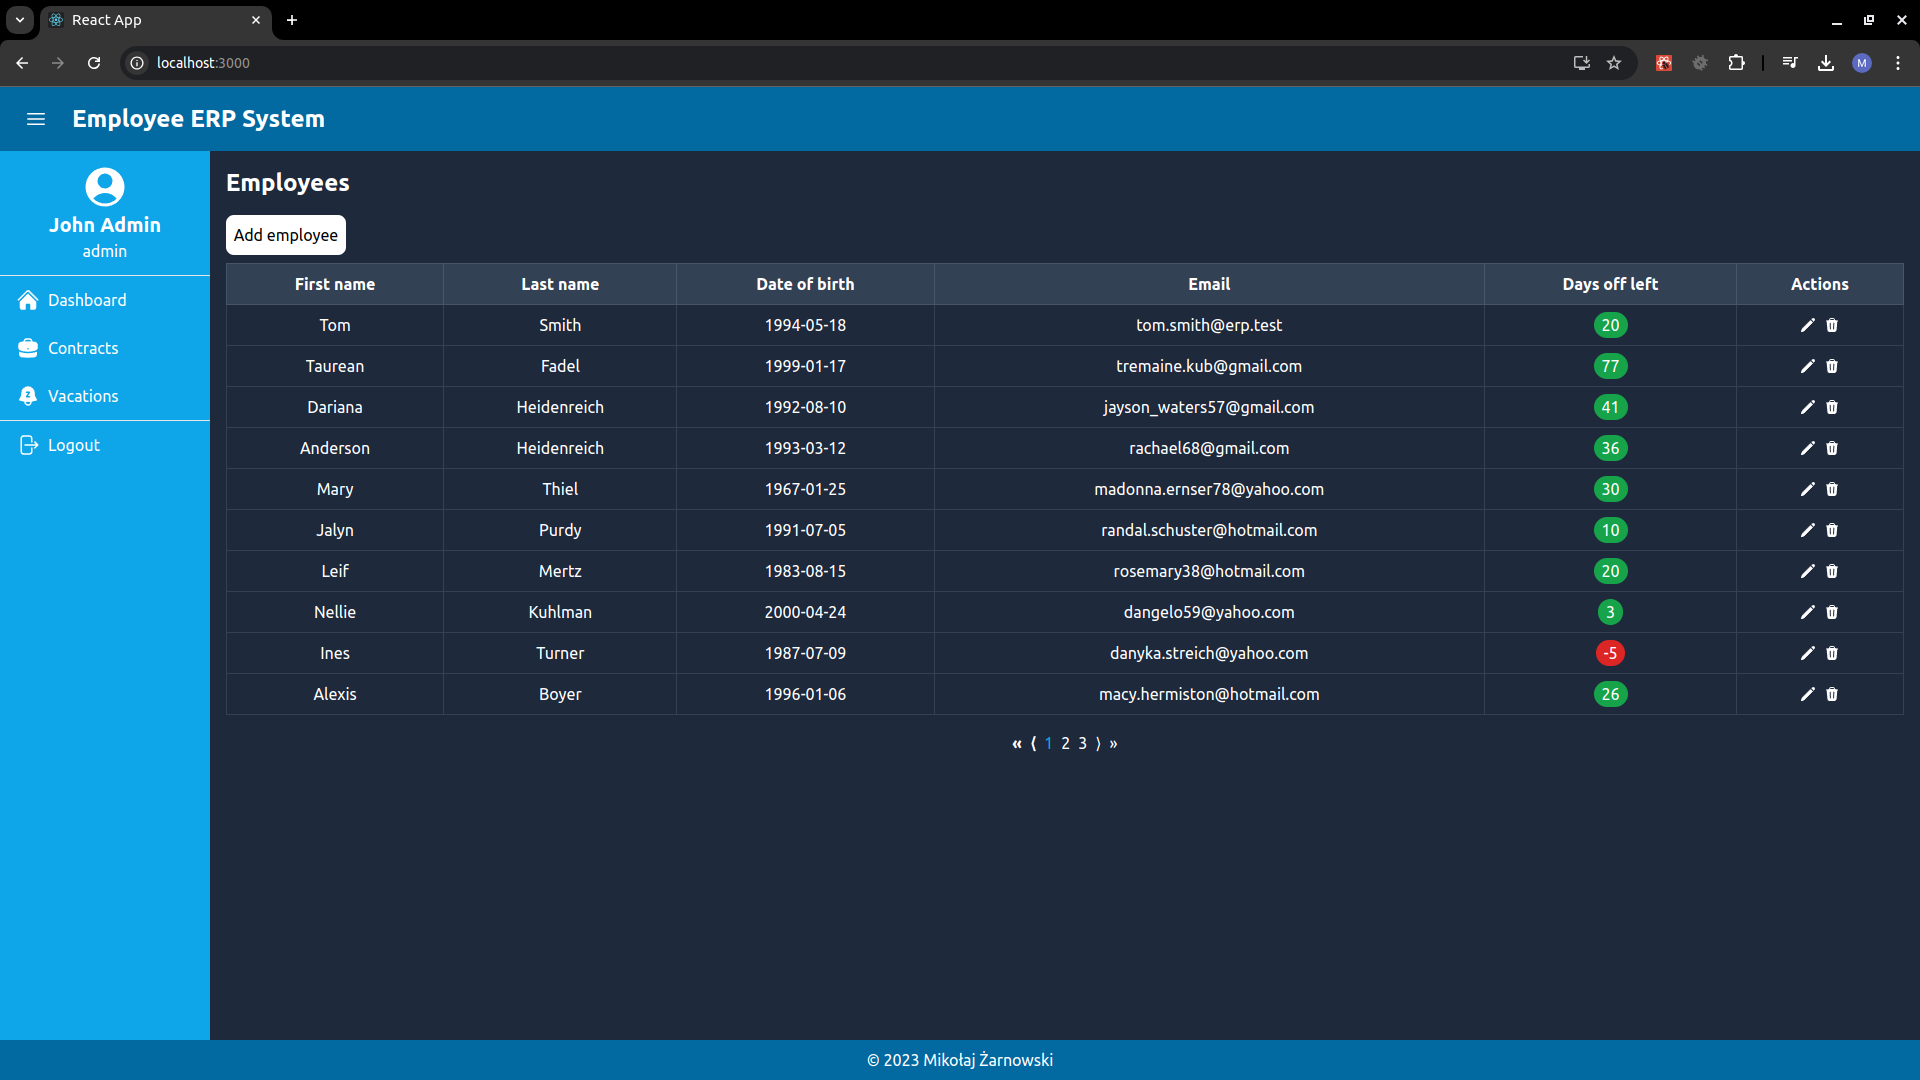 React App
localhost:3000
M
Employee ERP System
John Admin
admin
Dashboard
Contracts
2 Vacations
Logout
Employees
Add employee
First name Last name Date of birth Email Days off left Actions
Tom Smith 1994-05-18 tom.smith@erp.test 20
Taurean Fadel 1999-01-17 tremaine.kub@gmail.com 77
Dariana Heidenreich 1992-08-10 jayson_waters57@gmail.com 41
Anderson Heidenreich 1993-03-12 rachael68@gmail.com 36
Mary Thiel 1967-01-25 madonna.ernser78@yahoo.com 30
Jalyn Purdy 1991-07-05 randal.schuster@hotmail.com 10
Leif Mertz 1983-08-15 rosemary38@hotmail.com 20
Nellie Kuhlman 2000-04-24 dangelo59@yahoo.com 3
Ines Turner 1987-07-09 danyka.streich@yahoo.com -5
Alexis Boyer 1996-01-06 macy.hermiston@hotmail.com 26
« ⟨ 1 2 3 ⟩ »
© 2023 Mikołaj Żarnowski